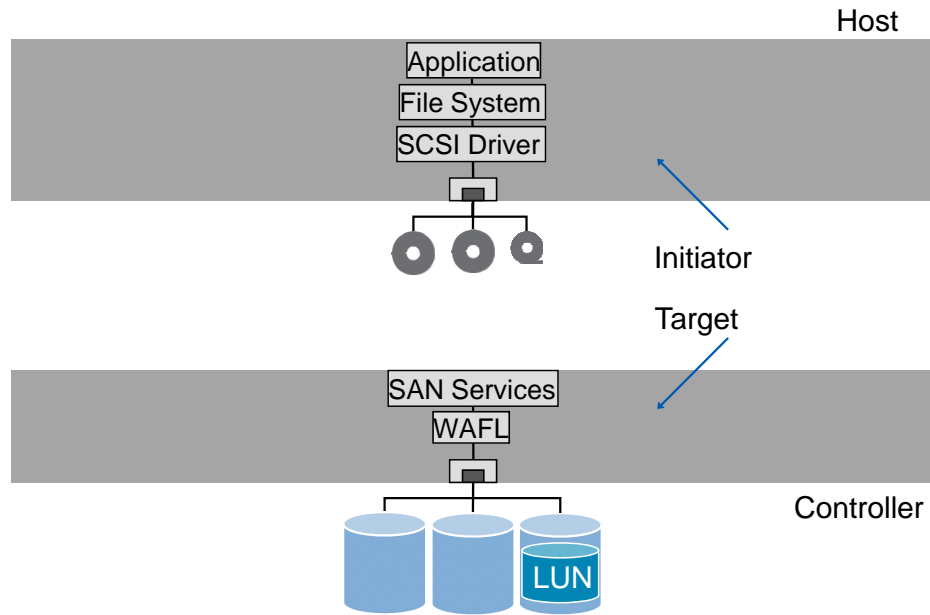 Host
Application
File System
SCSI Driver
Initiator
Target
SAN Services
WAFL
Controller
LUN